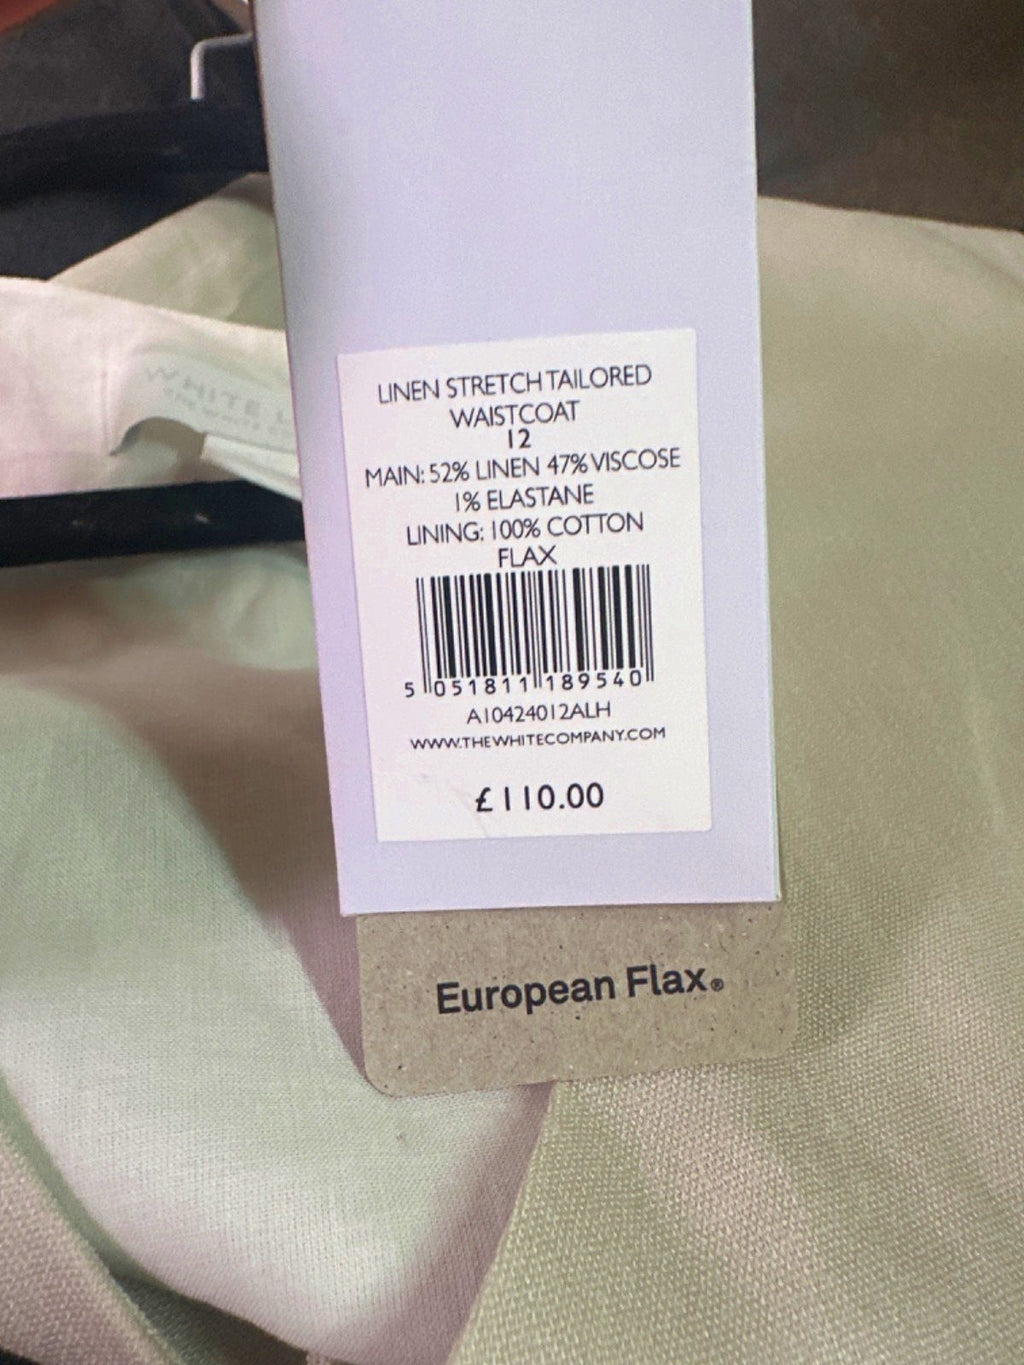 WHITE L
LINEN STRETCH TAILORED
WAISTCOAT
12
MAIN: 52% LINEN 47% VISCOSE
1% ELASTANE
LINING: 100% COTTON
FLAX
5 051811 189540
A10424012ALH
WWW.THEWHITECOMPANY.COM
£110.00
European Flax®